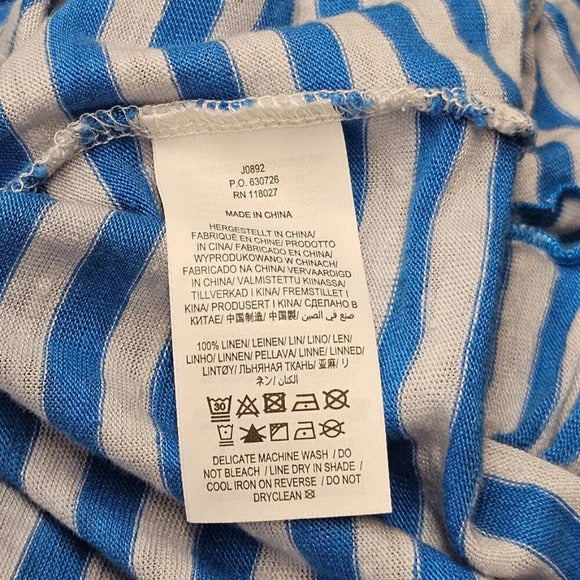 J0892
P.O. 630726
RN 118027
MADE IN CHINA
HERGESTELLT IN CHINA/
FABRIQUÉ EN CHINE/ PRODOTTO
IN CINA/ FABRICADO EN CHINA/
WYPRODUKOWANO W CHINACH/
FABRICADO NA CHINA/ VERVAARDIGD
IN CHINA/ VALMISTETTU KIINASSA/
TILLVERKAD I KINA/ FREMSTILLET I
KINA/ PRODUSERT I KINA/ СДЕЛАНО В
КИТАЕ/ 中国制造/ 中国製/ صنع في الصين
100% LINEN/ LEINEN/ LIN/ LINO/ LEN/
LINHO/ LINNEN/ PELLAVA/ LINNE/ LINNED/
LINTØY/ ЛЬНЯНАЯ ТКАНЬ/ 亚麻/ リ
ネン/ الكتان
30
DELICATE MACHINE WASH / DO
NOT BLEACH / LINE DRY IN SHADE /
COOL IRON ON REVERSE / DO NOT
DRYCLEAN